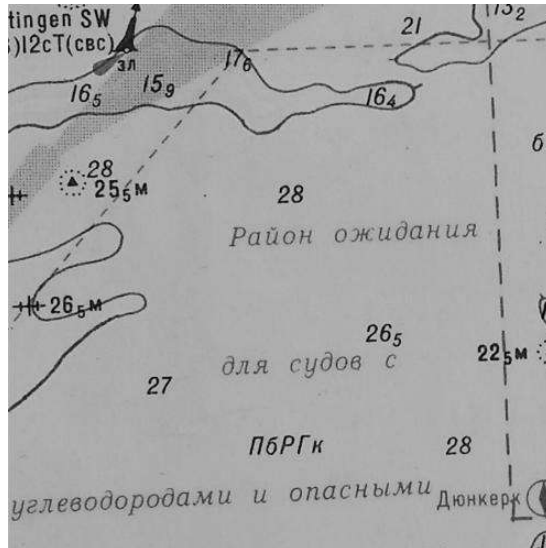 tingen SW
)12сТ(свс)
зл
13₂
21
17₆
16₅
15₉
16₄
28
25₅м
28
Район ожидания
26₅м
26₅
22₅м
для судов с
27
ПбРГк
28
углеводородами и опасными
Дюнкерк